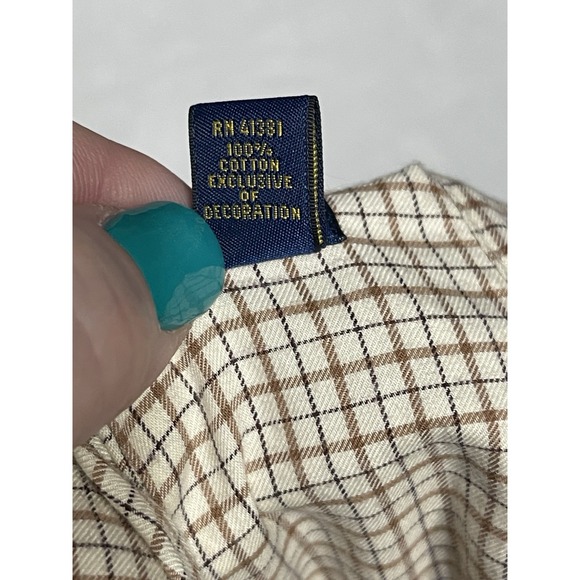 RN 41381
100%
COTTON
EXCLUSIVE
OF
DECORATION